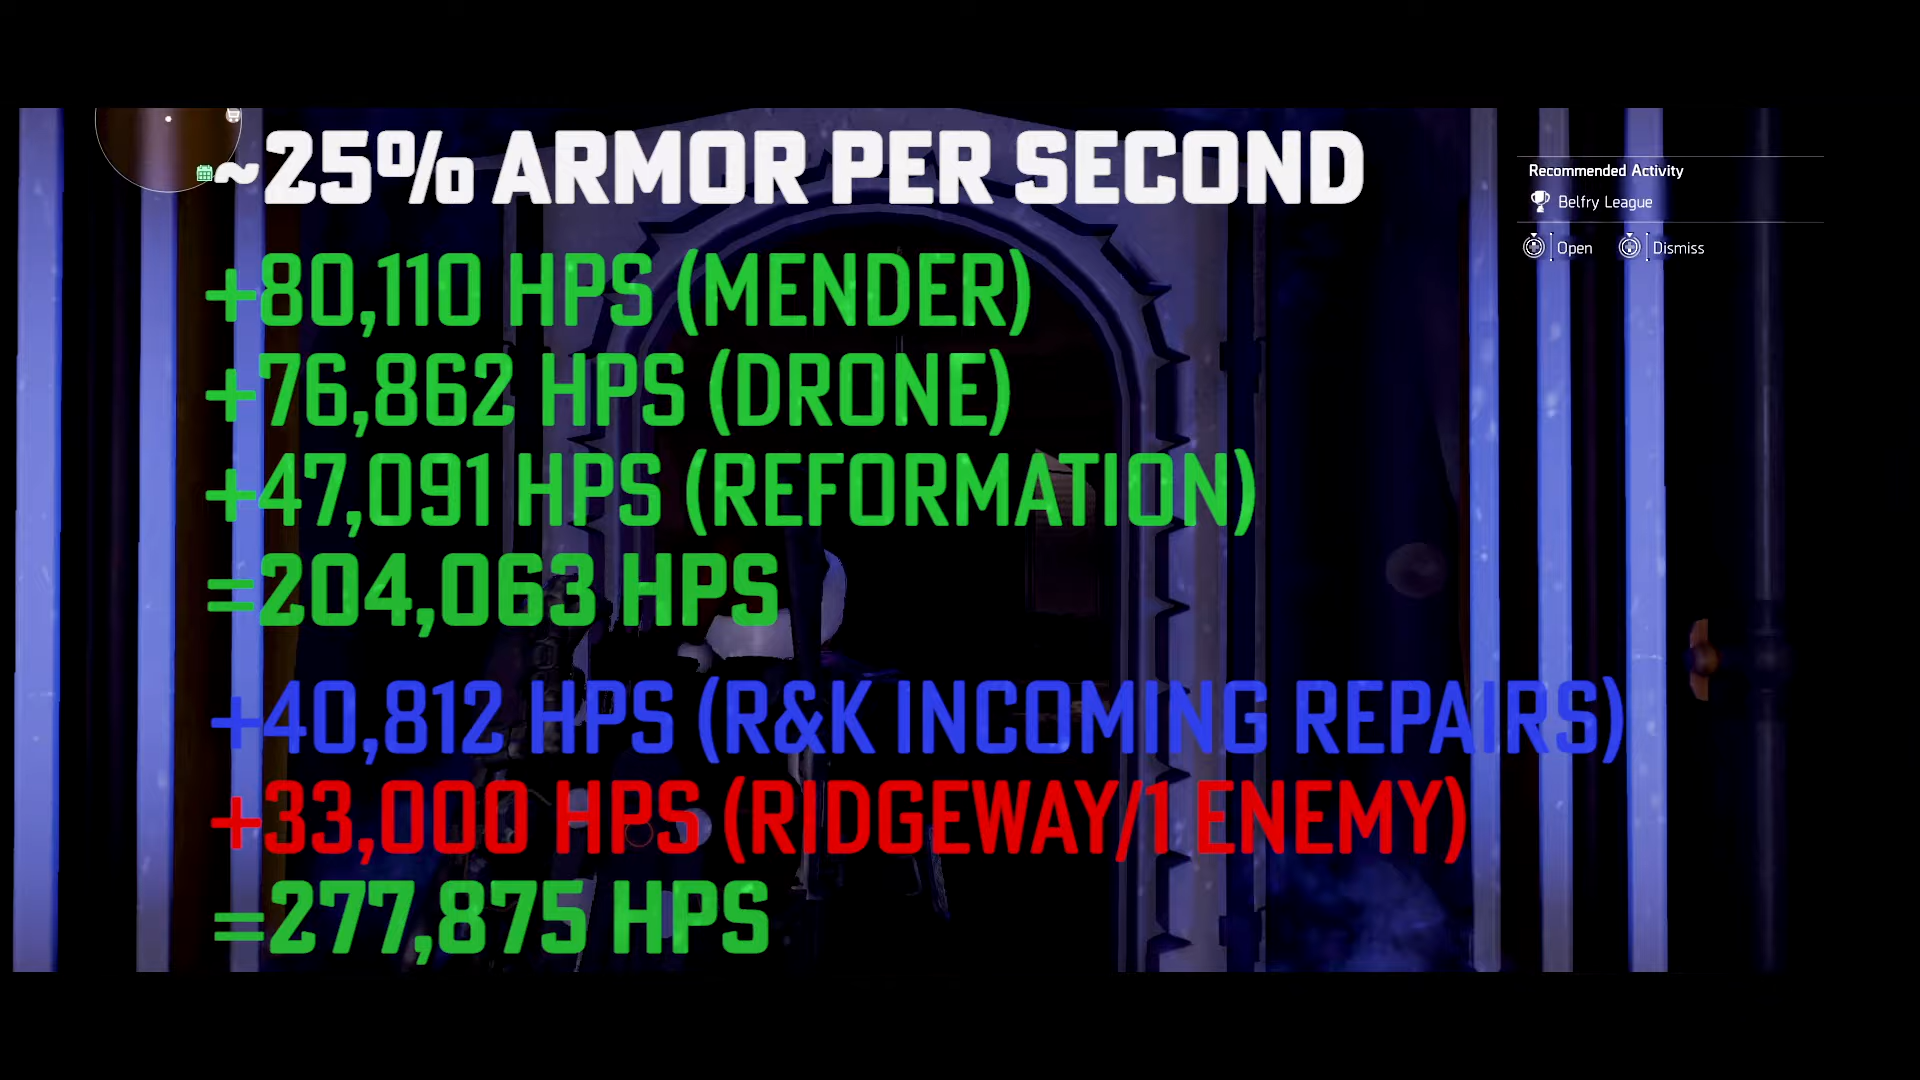 ~25% ARMOR PER SECOND
+80,110 HPS (MENDER)
+76,862 HPS (DRONE)
+47,091 HPS (REFORMATION)
=204,063 HPS
+40,812 HPS (R&K INCOMING REPAIRS)
+33,000 HPS (RIDGEWAY/1 ENEMY)
=277,875 HPS
Recommended Activity
Belfry League
Open Dismiss